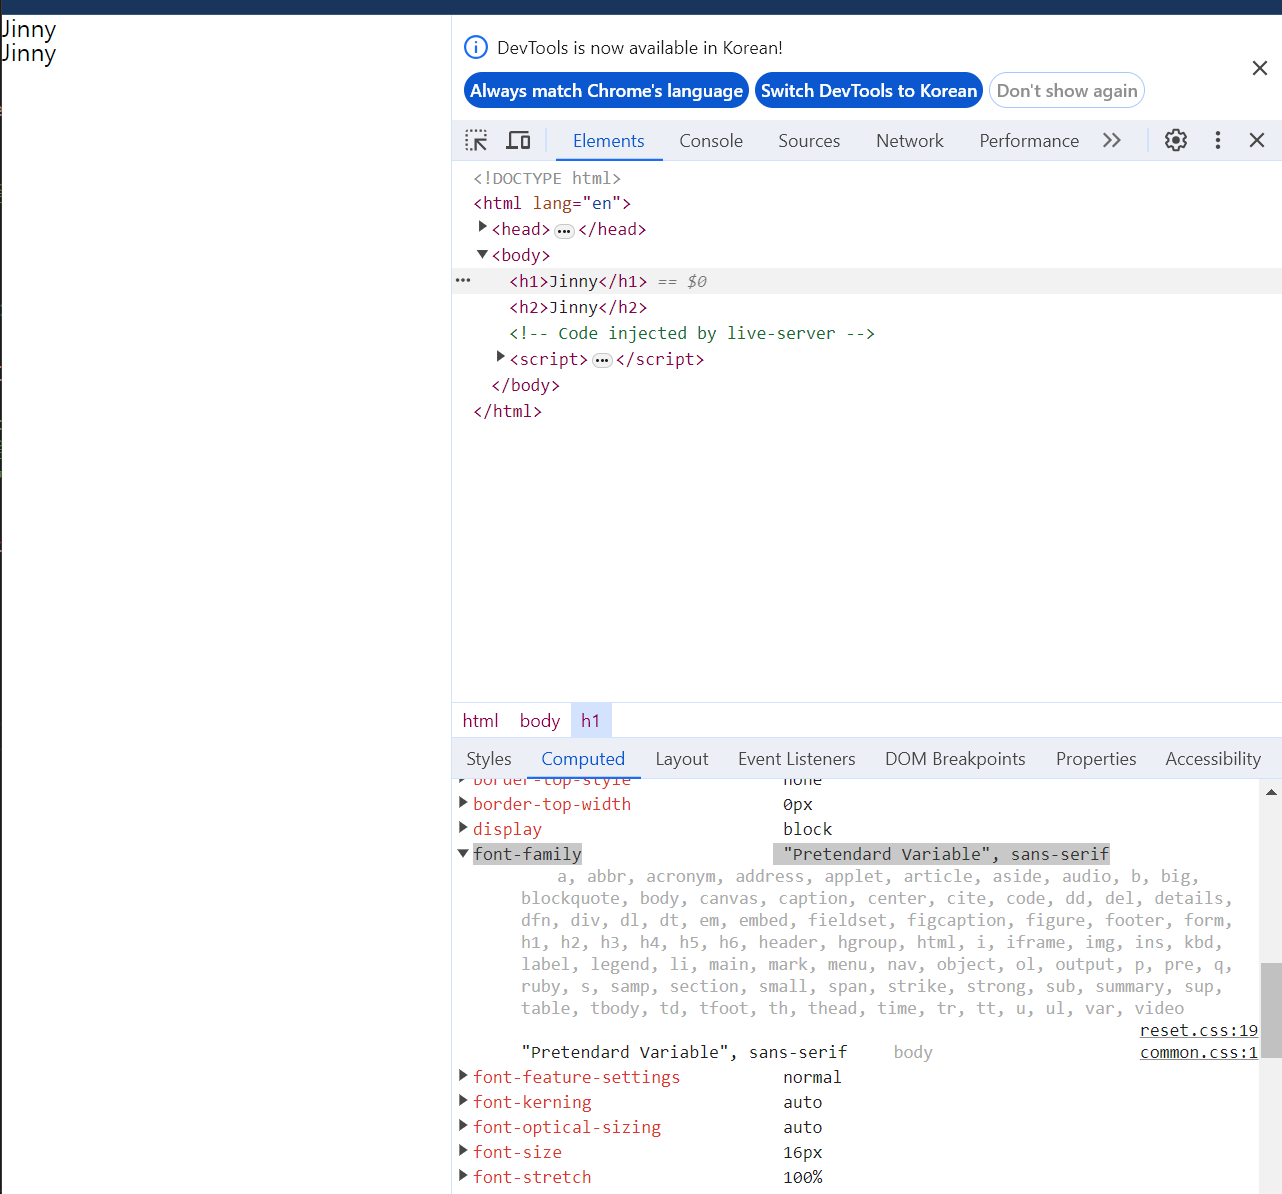 Jinny
Jinny
DevTools is now available in Korean!
Always match Chrome's language Switch DevTools to Korean Don't show again
Elements Console Sources Network Performance
<!DOCTYPE html>
<html lang="en">
<head> ••• </head>
<body>
••• <h1>Jinny</h1> == $0
<h2>Jinny</h2>
<!-- Code injected by live-server -->
<script> ••• </script>
</body>
</html>
html body h1
Styles Computed Layout Event Listeners DOM Breakpoints Properties Accessibility
border-top-style none
border-top-width 0px
display block
font-family "Pretendard Variable", sans-serif
a, abbr, acronym, address, applet, article, aside, audio, b, big,
blockquote, body, canvas, caption, center, cite, code, dd, del, details,
dfn, div, dl, dt, em, embed, fieldset, figcaption, figure, footer, form,
h1, h2, h3, h4, h5, h6, header, hgroup, html, i, iframe, img, ins, kbd,
label, legend, li, main, mark, menu, nav, object, ol, output, p, pre, q,
ruby, s, samp, section, small, span, strike, strong, sub, summary, sup,
table, tbody, td, tfoot, th, thead, time, tr, tt, u, ul, var, video
reset.css:19
"Pretendard Variable", sans-serif body common.css:1
font-feature-settings normal
font-kerning auto
font-optical-sizing auto
font-size 16px
font-stretch 100%